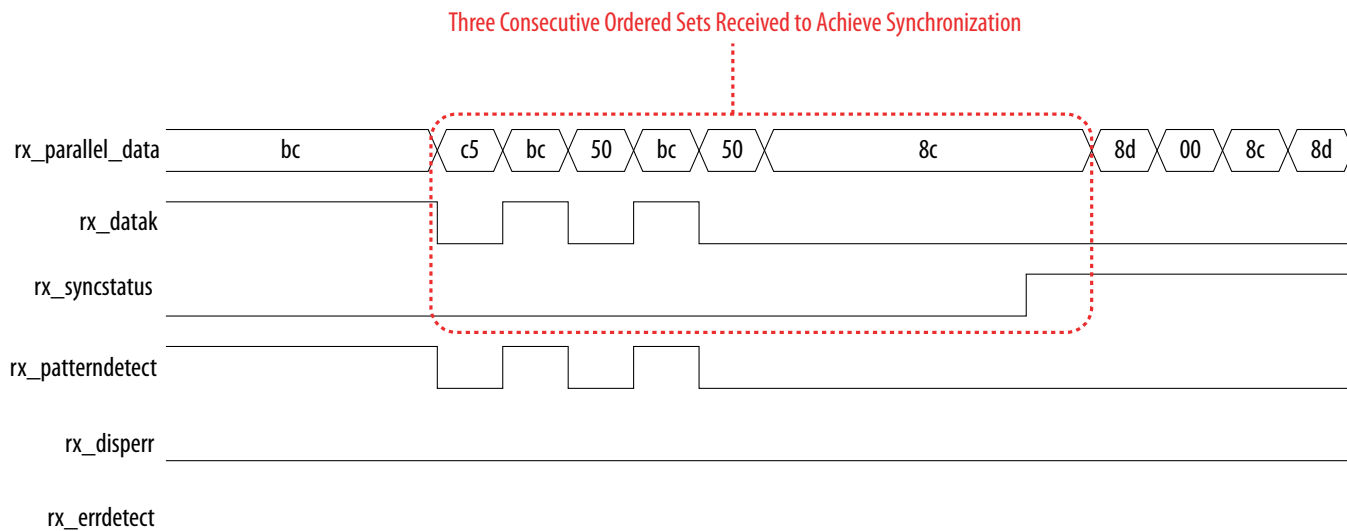 Three Consecutive Ordered Sets Received to Achieve Synchronization
rx_parallel_data bc c5 bc 50 bc 50 8c 8d 00 8c 8d
rx_datak
rx_syncstatus
rx_patterndetect
rx_disperr
rx_errdetect